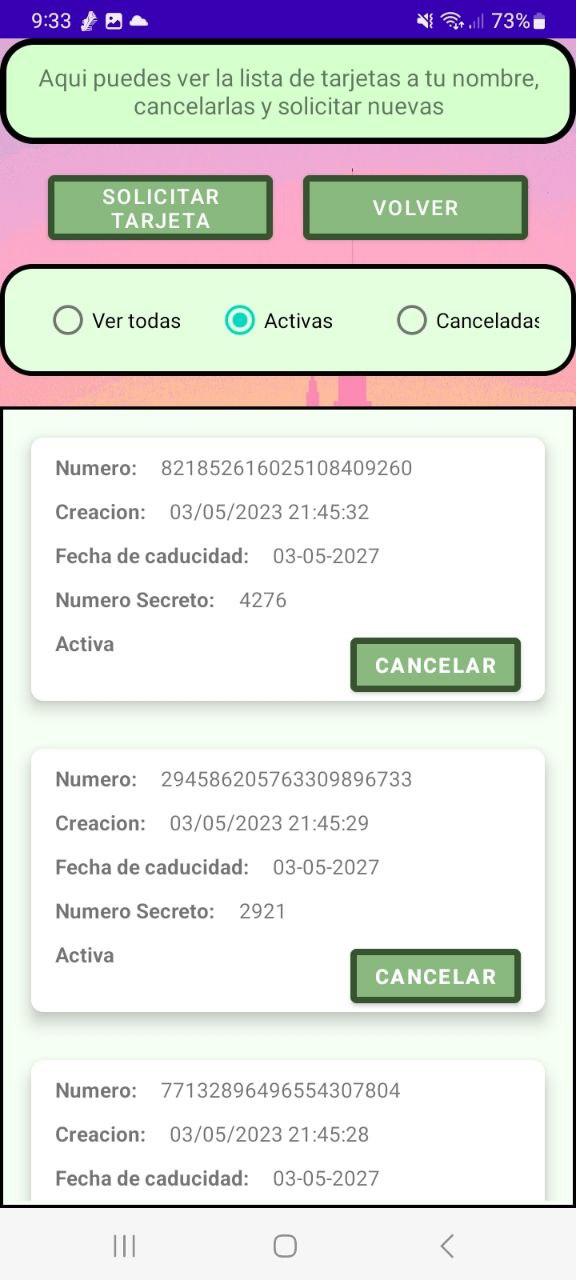 9:33 73%
Aqui puedes ver la lista de tarjetas a tu nombre,
cancelarlas y solicitar nuevas
SOLICITAR
TARJETA
VOLVER
Ver todas Activas Canceladas
Numero: 821852616025108409260
Creacion: 03/05/2023 21:45:32
Fecha de caducidad: 03-05-2027
Numero Secreto: 4276
Activa
CANCELAR
Numero: 294586205763309896733
Creacion: 03/05/2023 21:45:29
Fecha de caducidad: 03-05-2027
Numero Secreto: 2921
Activa
CANCELAR
Numero: 77132896496554307804
Creacion: 03/05/2023 21:45:28
Fecha de caducidad: 03-05-2027